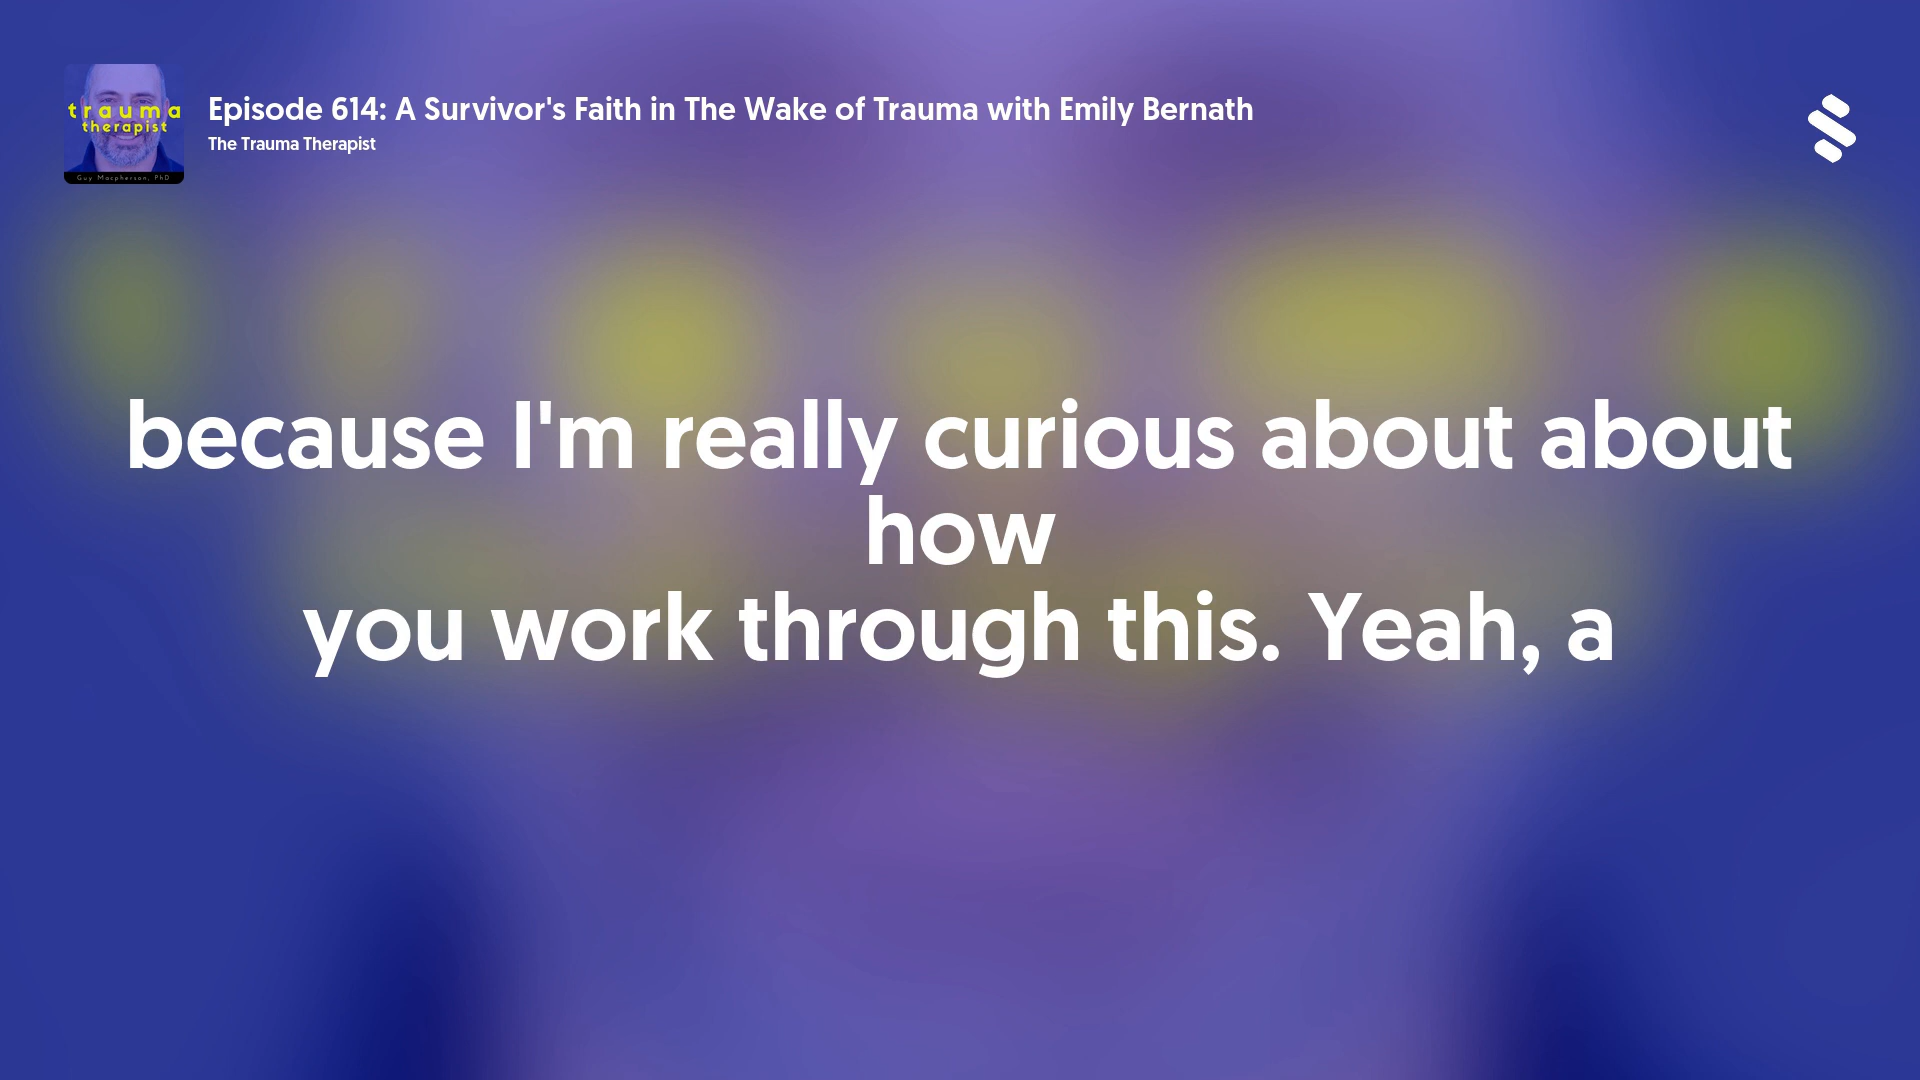 trauma
therapist
Guy Macpherson, PhD
Episode 614: A Survivor's Faith in The Wake of Trauma with Emily Bernath
The Trauma Therapist
because I'm really curious about about
how
you work through this. Yeah, a